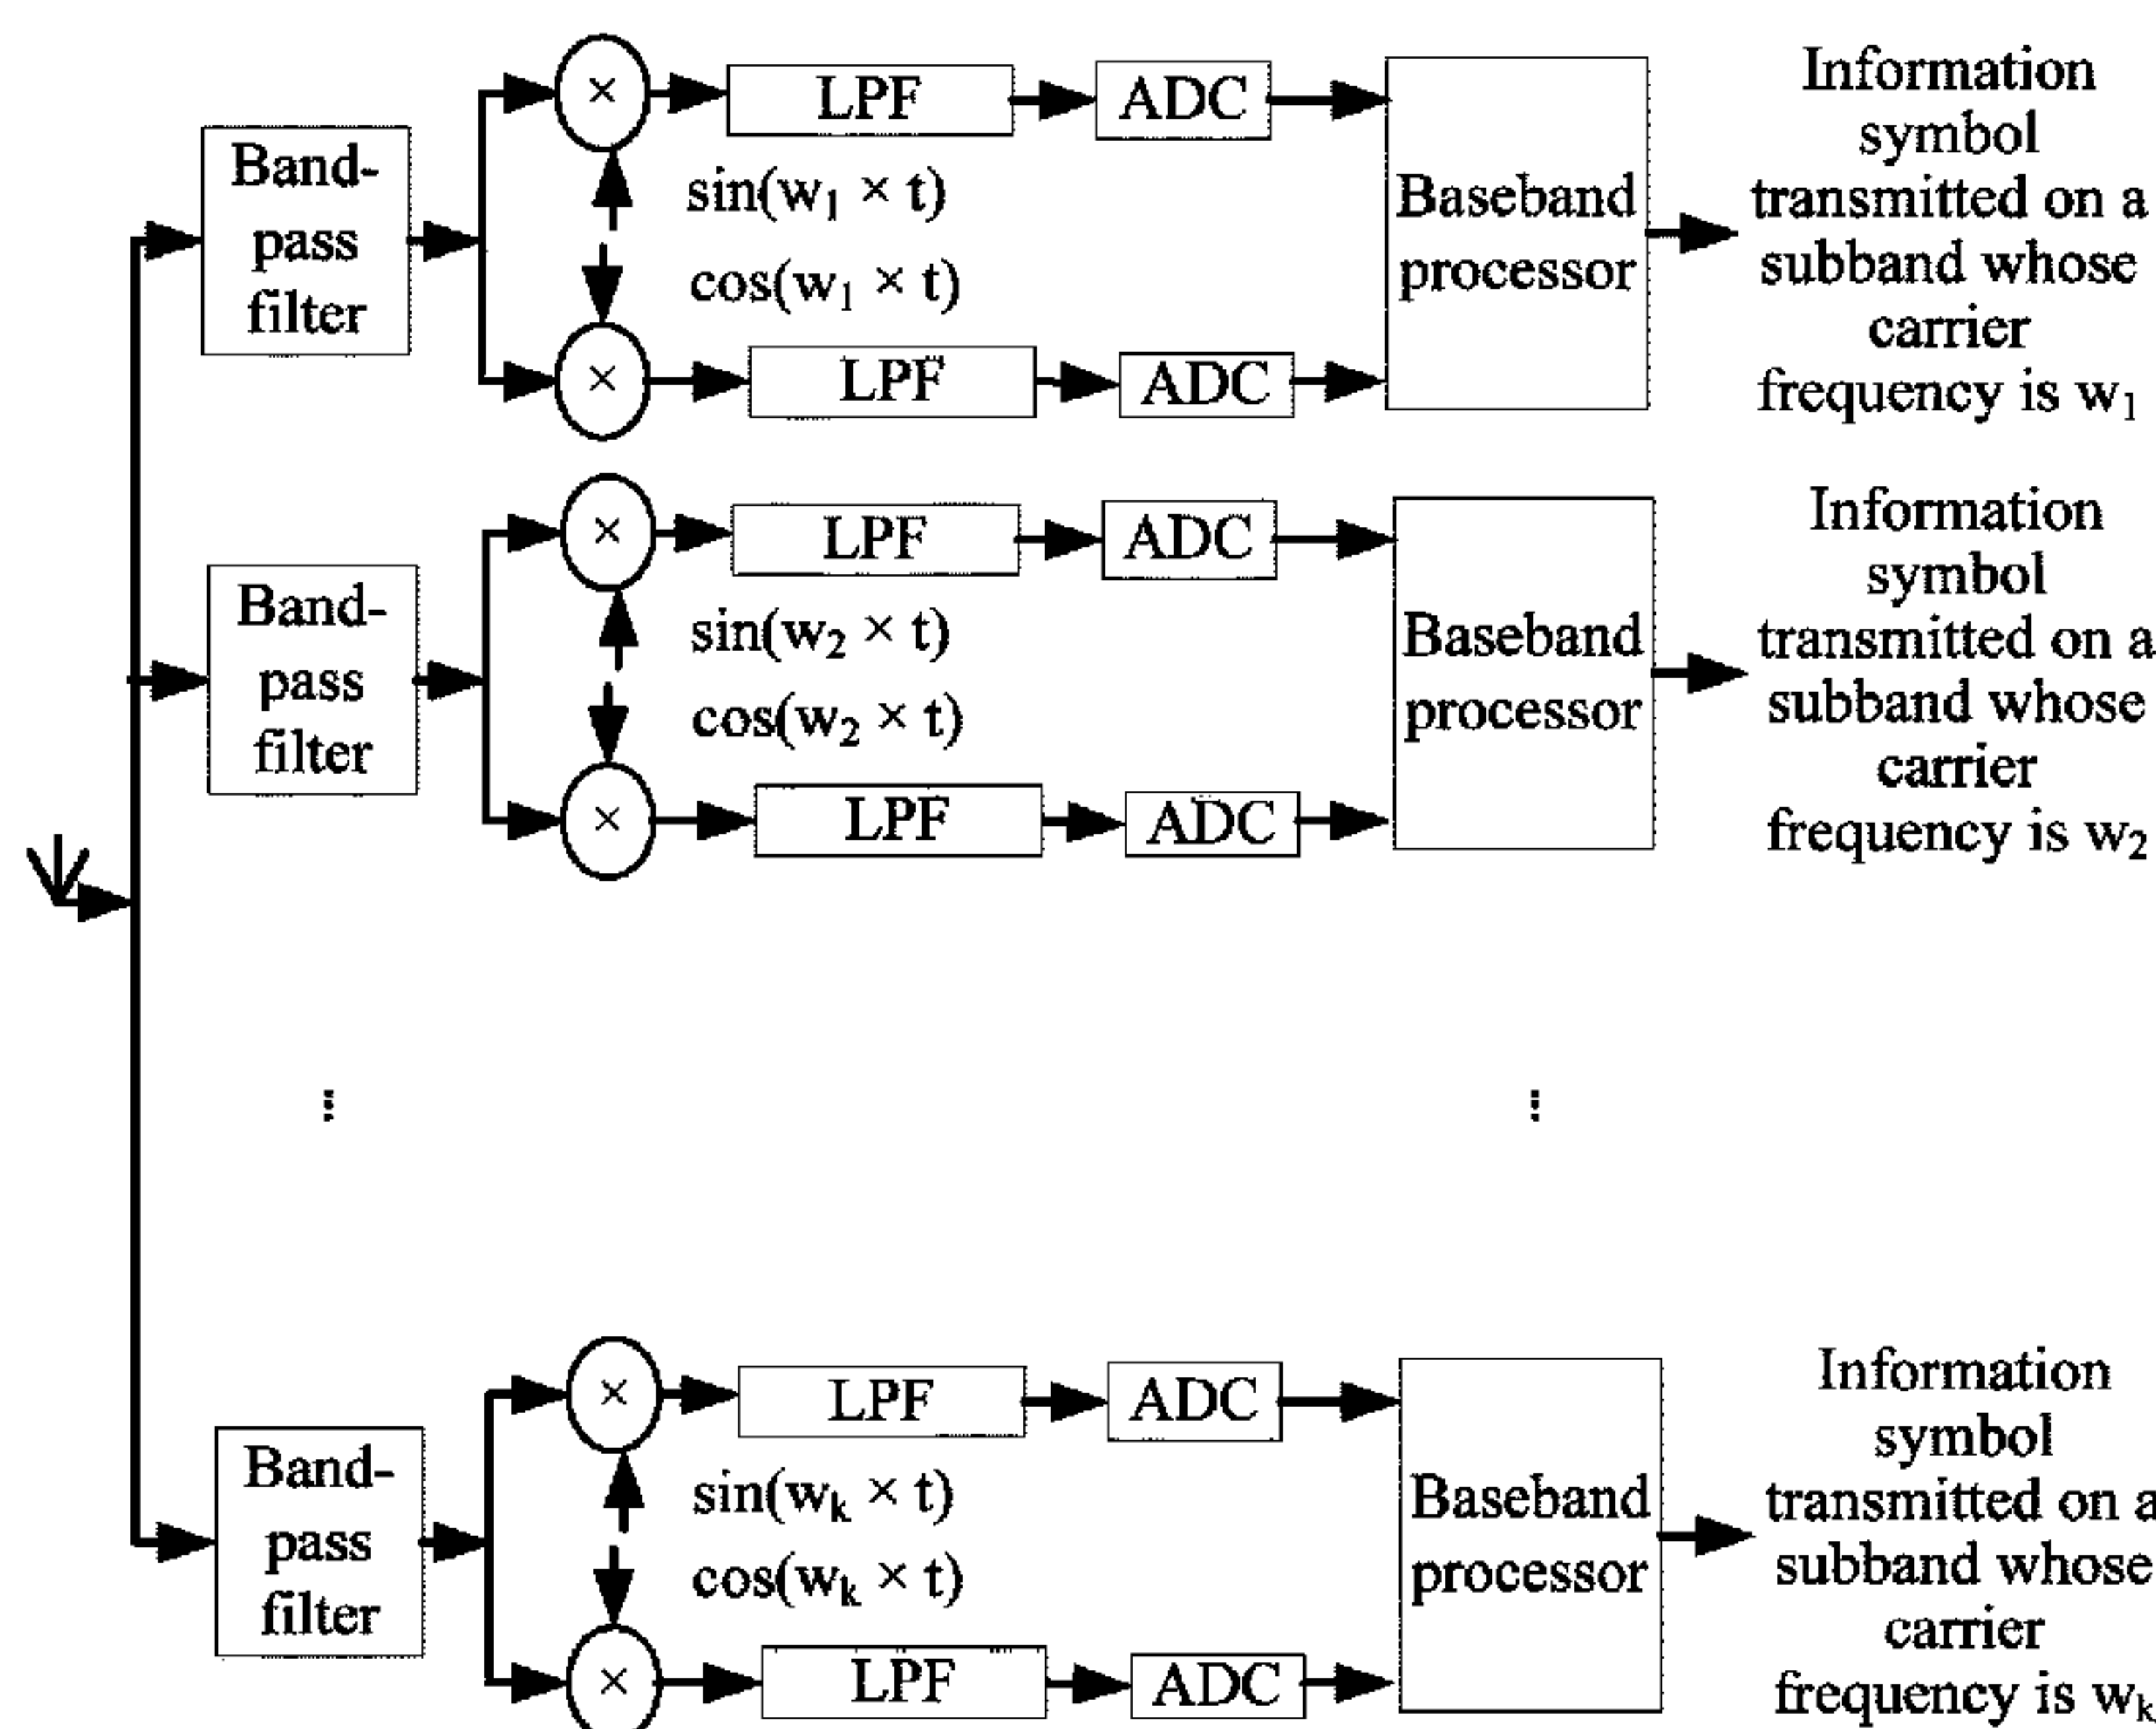 Band-
pass
filter
×
LPF
ADC
sin(w₁ × t)
cos(w₁ × t)
×
LPF
ADC
Baseband
processor
Information
symbol
transmitted on a
subband whose
carrier
frequency is w₁
Band-
pass
filter
×
LPF
ADC
sin(w₂ × t)
cos(w₂ × t)
×
LPF
ADC
Baseband
processor
Information
symbol
transmitted on a
subband whose
carrier
frequency is w₂
...
...
Band-
pass
filter
×
LPF
ADC
sin(wₖ × t)
cos(wₖ × t)
×
LPF
ADC
Baseband
processor
Information
symbol
transmitted on a
subband whose
carrier
frequency is wₖ